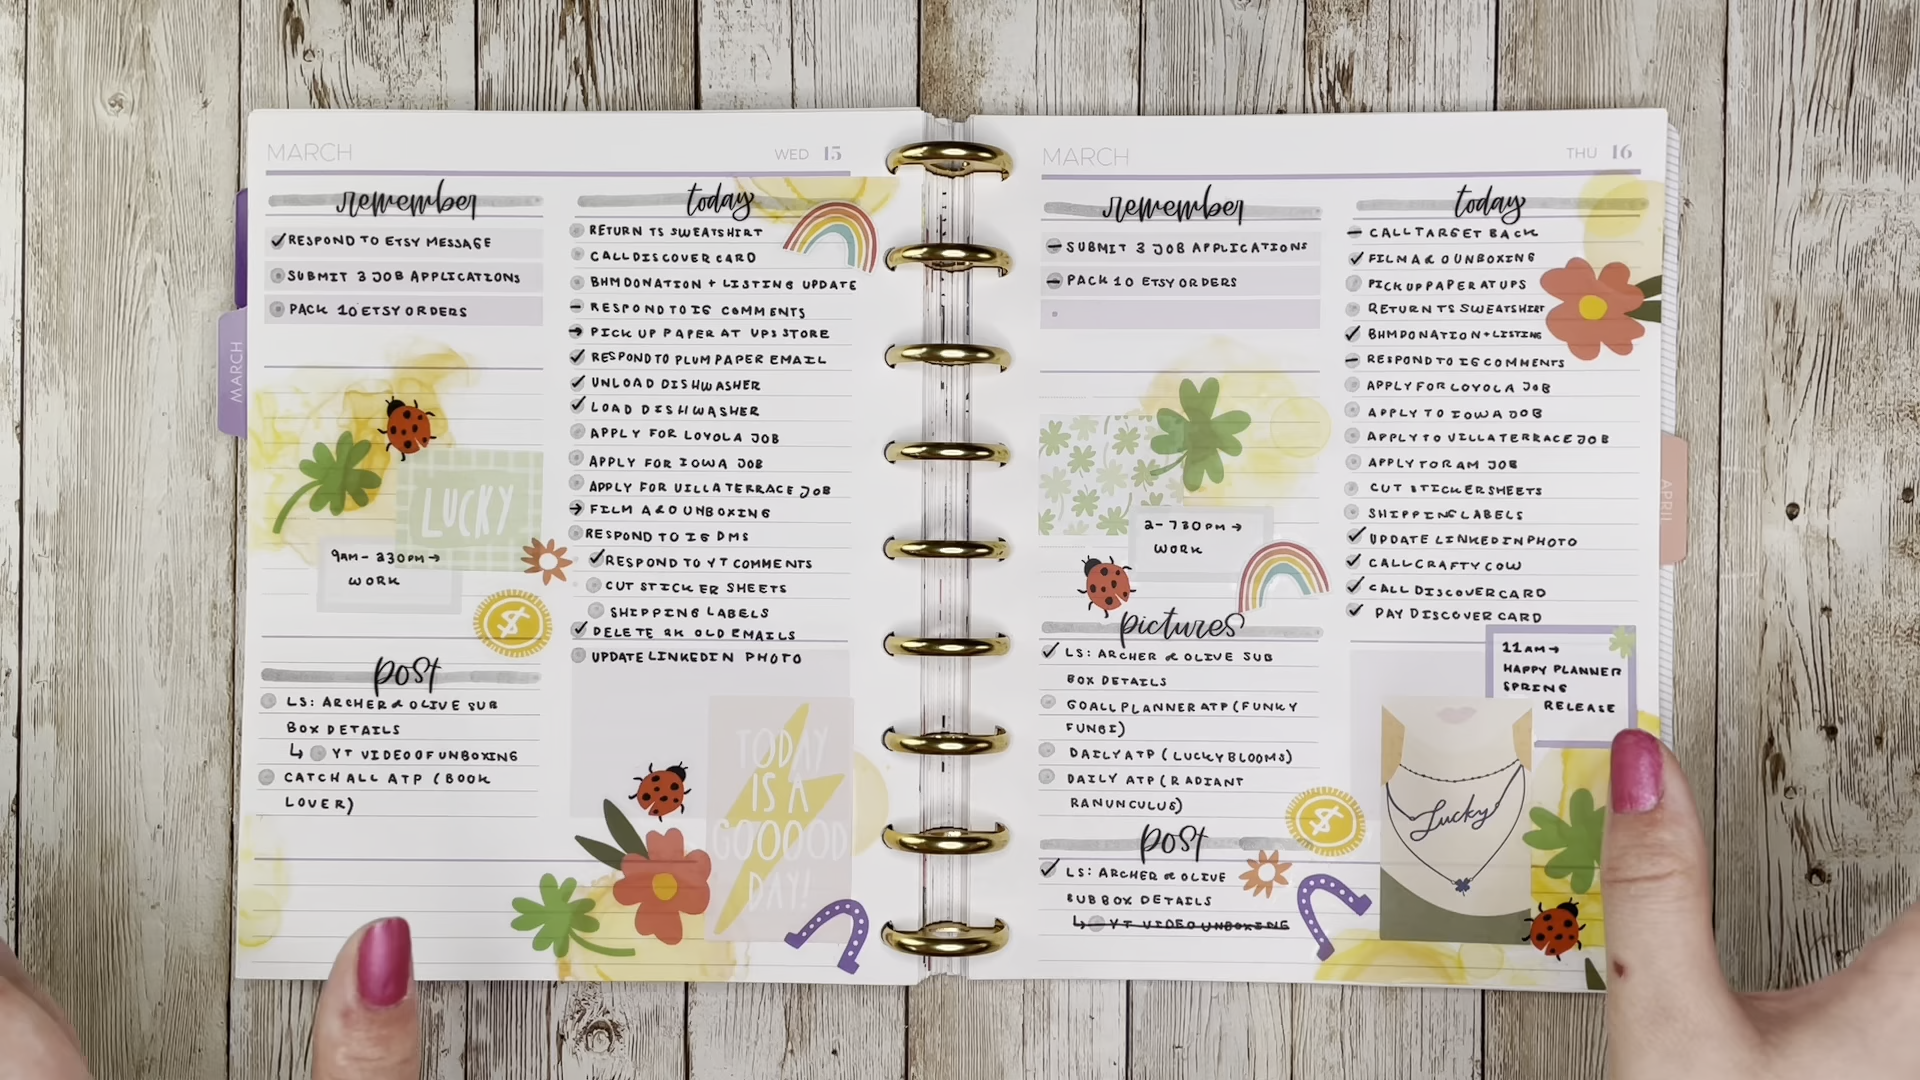 MARCH
WED 15
remember
RESPOND TO ETSY MESSAGE
SUBMIT 3 JOB APPLICATIONS
PACK 10 ETSY ORDERS
MARCH
LUCKY
9AM-230PM→
WORK
$
post
LS: ARCHER & OLIVE SUB
BOX DETAILS
↳ YT VIDEO OF UNBOXING
CATCH ALL ATP (BOOK
LOVER)
today
RETURN TS SWEATSHIRT
CALL DISCOVER CARD
BHM DONATION + LISTING UPDATE
RESPOND TO IG COMMENTS
PICK UP PAPER AT UPS STORE
RESPOND TO PLUM PAPER EMAIL
UNLOAD DISHWASHER
LOAD DISHWASHER
APPLY FOR LOYOLA JOB
APPLY FOR IOWA JOB
APPLY FOR VILLA TERRACE JOB
FILM A&O UNBOXING
RESPOND TO IG DMS
RESPOND TO YT COMMENTS
CUT STICKER SHEETS
SHIPPING LABELS
DELETE 2K OLD EMAILS
UPDATE LINKEDIN PHOTO
TODAY
IS A
GOOOOD
DAY!
MARCH
THU 16
remember
SUBMIT 3 JOB APPLICATIONS
PACK 10 ETSY ORDERS
2-730PM→
WORK
pictures
LS: ARCHER & OLIVE SUB
BOX DETAILS
GOALL PLANNER ATP (FUNKY
FUNGI)
DAILY ATP (LUCKY BLOOMS)
DAILY ATP (RADIANT
RANUNCULUS)
post
$
LS: ARCHER & OLIVE
SUB BOX DETAILS
↳ YT VIDEO UNBOXING
today
CALL TARGET BACK
FILM A&O UNBOXING
PICK UP PAPER AT UPS
RETURN TS SWEATSHIRT
BHM DONATION + LISTING
RESPOND TO IG COMMENTS
APPLY FOR LOYOLA JOB
APPLY TO IOWA JOB
APPLY TO VILLA TERRACE JOB
APPLY TO RAM JOB
CUT STICKER SHEETS
SHIPPING LABELS
UPDATE LINKEDIN PHOTO
CALL CRAFTY COW
CALL DISCOVER CARD
PAY DISCOVER CARD
11AM→
HAPPY PLANNER
SPRING
RELEASE
Lucky
APRIL